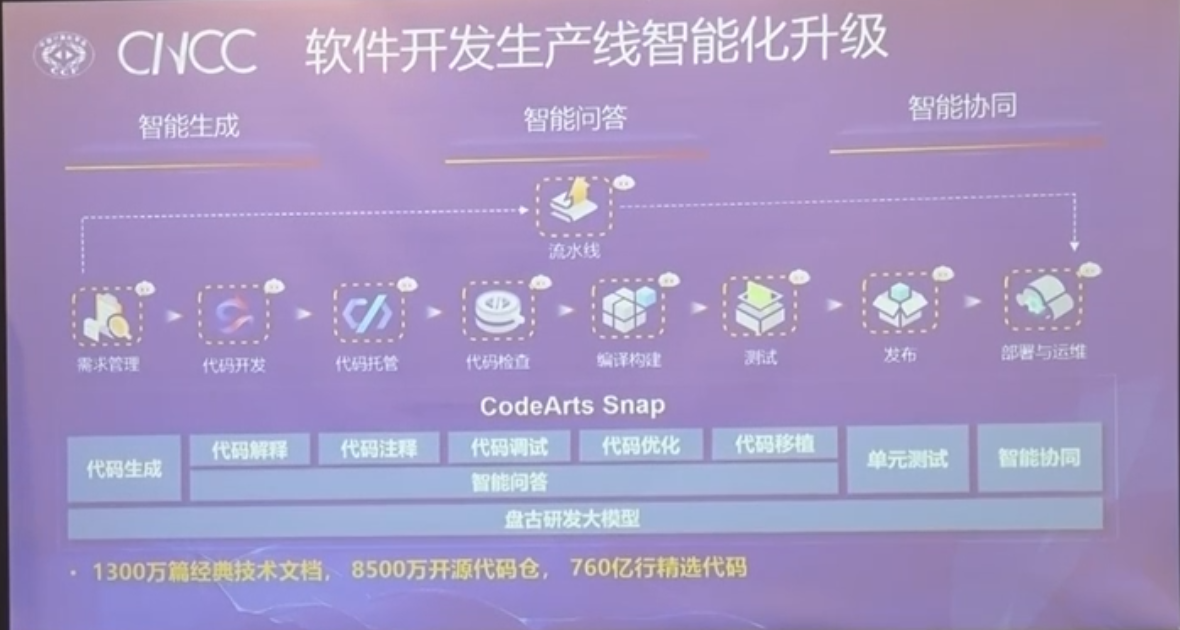 CNCC 软件开发生产线智能化升级
智能生成 智能问答 智能协同
流水线
需求管理 代码开发 代码托管 代码检查 编译构建 测试 发布 部署与运维
CodeArts Snap
代码生成 代码解释 代码注释 代码调试 代码优化 代码移植 单元测试 智能协同
智能问答
盘古研发大模型
• 1300万篇经典技术文档， 8500万开源代码仓， 760亿行精选代码